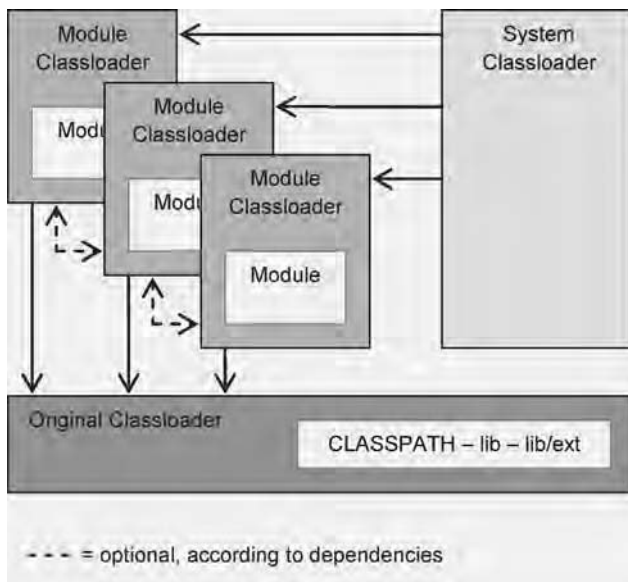 Module
Classloader
Module
Classloader
Module
Classloader
Module
System
Classloader
Original Classloader
CLASSPATH – lib – lib/ext
= optional, according to dependencies